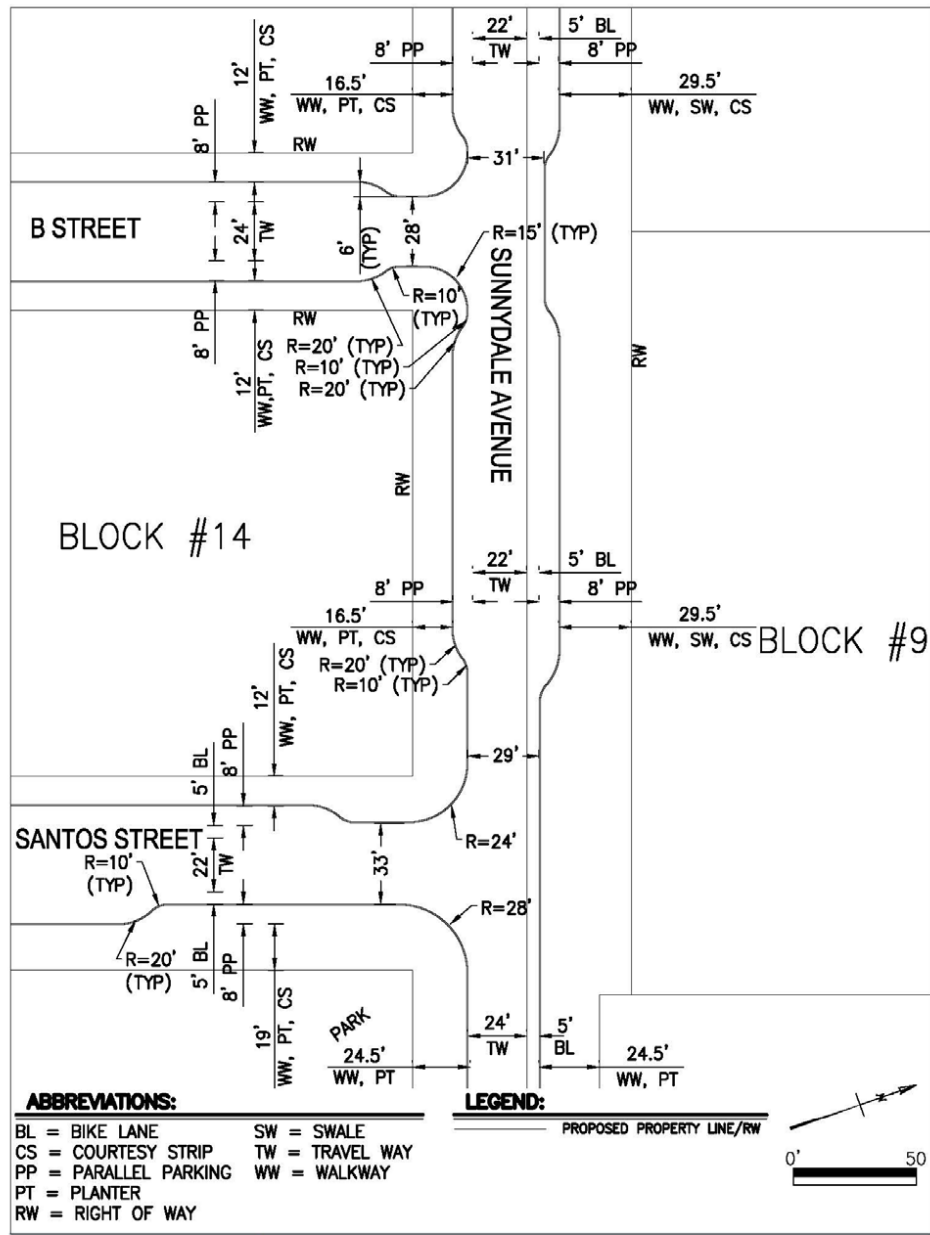 22'
5' BL
8' PP
TW
8' PP
12'
WW, PT, CS
16.5'
WW, PT, CS
29.5'
WW, SW, CS
8' PP
RW
31'
B STREET
24'
TW
6'
(TYP)
28'
R=15' (TYP)
SUNNYDALE AVENUE
R=10'
(TYP)
8' PP
RW
12'
WW,PT, CS
R=20' (TYP)
R=10' (TYP)
R=20' (TYP)
RW
RW
BLOCK #14
22'
5' BL
8' PP
TW
8' PP
16.5'
WW, PT, CS
29.5'
WW, SW, CS
BLOCK #9
R=20' (TYP)
R=10' (TYP)
12'
WW, PT, CS
5' BL
8' PP
29'
SANTOS STREET
R=10'
(TYP)
22'
TW
33'
R=24'
R=28'
R=20'
(TYP)
5' BL
8' PP
19'
WW, PT, CS
PARK
24.5'
WW, PT
24'
TW
5'
BL
24.5'
WW, PT
ABBREVIATIONS:
BL = BIKE LANE
CS = COURTESY STRIP
PP = PARALLEL PARKING
PT = PLANTER
RW = RIGHT OF WAY
SW = SWALE
TW = TRAVEL WAY
WW = WALKWAY
LEGEND:
PROPOSED PROPERTY LINE/RW
N
0'
50